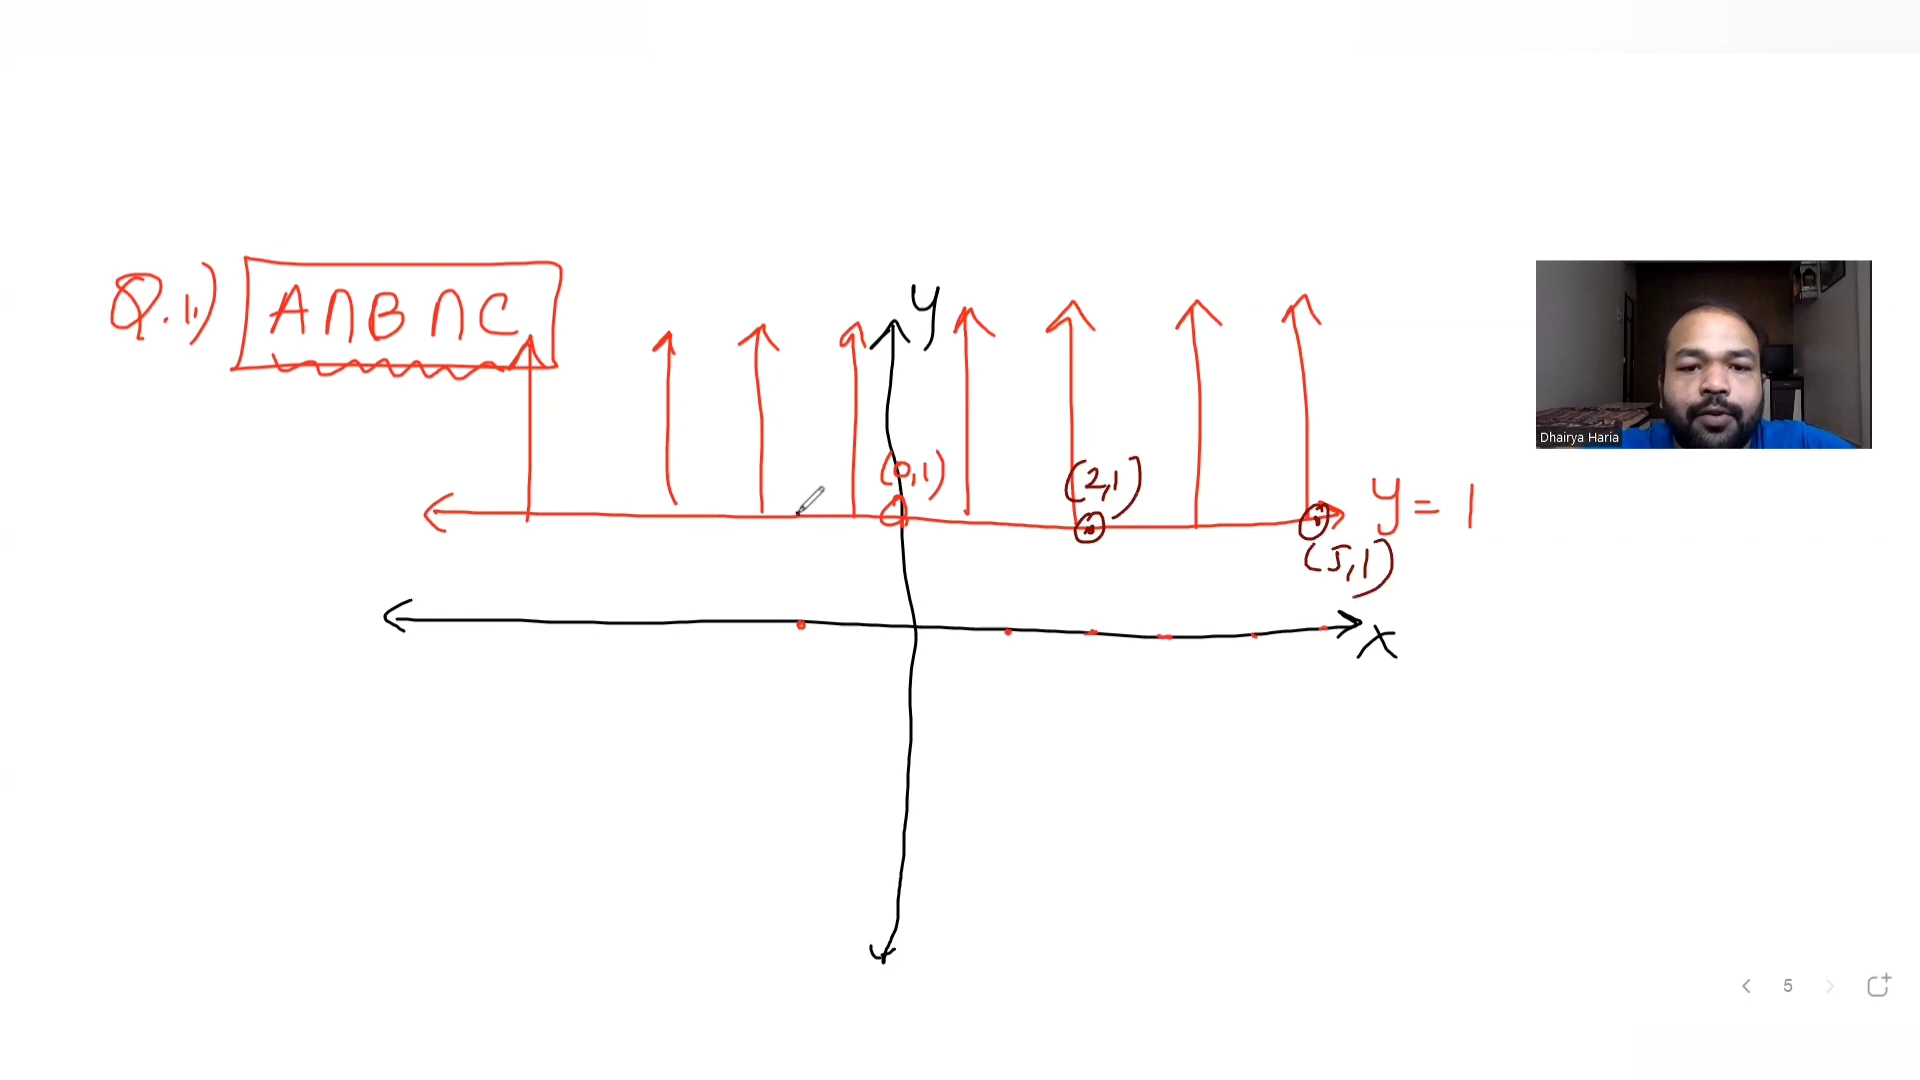 Q.1) A∩B∩C
y
(0,1)
(2,1)
y = 1
(5,1)
x
Dhairya Haria
5